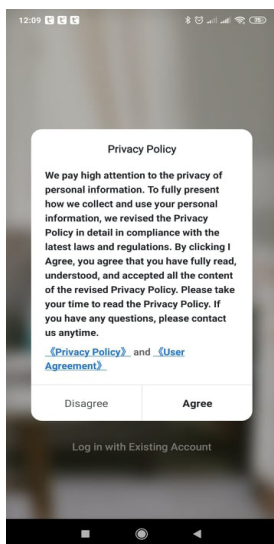 12:09
Privacy Policy
We pay high attention to the privacy of
personal information. To fully present
how we collect and use your personal
information, we revised the Privacy
Policy in detail in compliance with the
latest laws and regulations. By clicking I
Agree, you agree that you have fully read,
understood, and accepted all the content
of the revised Privacy Policy. Please take
your time to read the Privacy Policy. If
you have any questions, please contact
us anytime.
《Privacy Policy》 and 《User
Agreement》
Disagree Agree
Log in with Existing Account